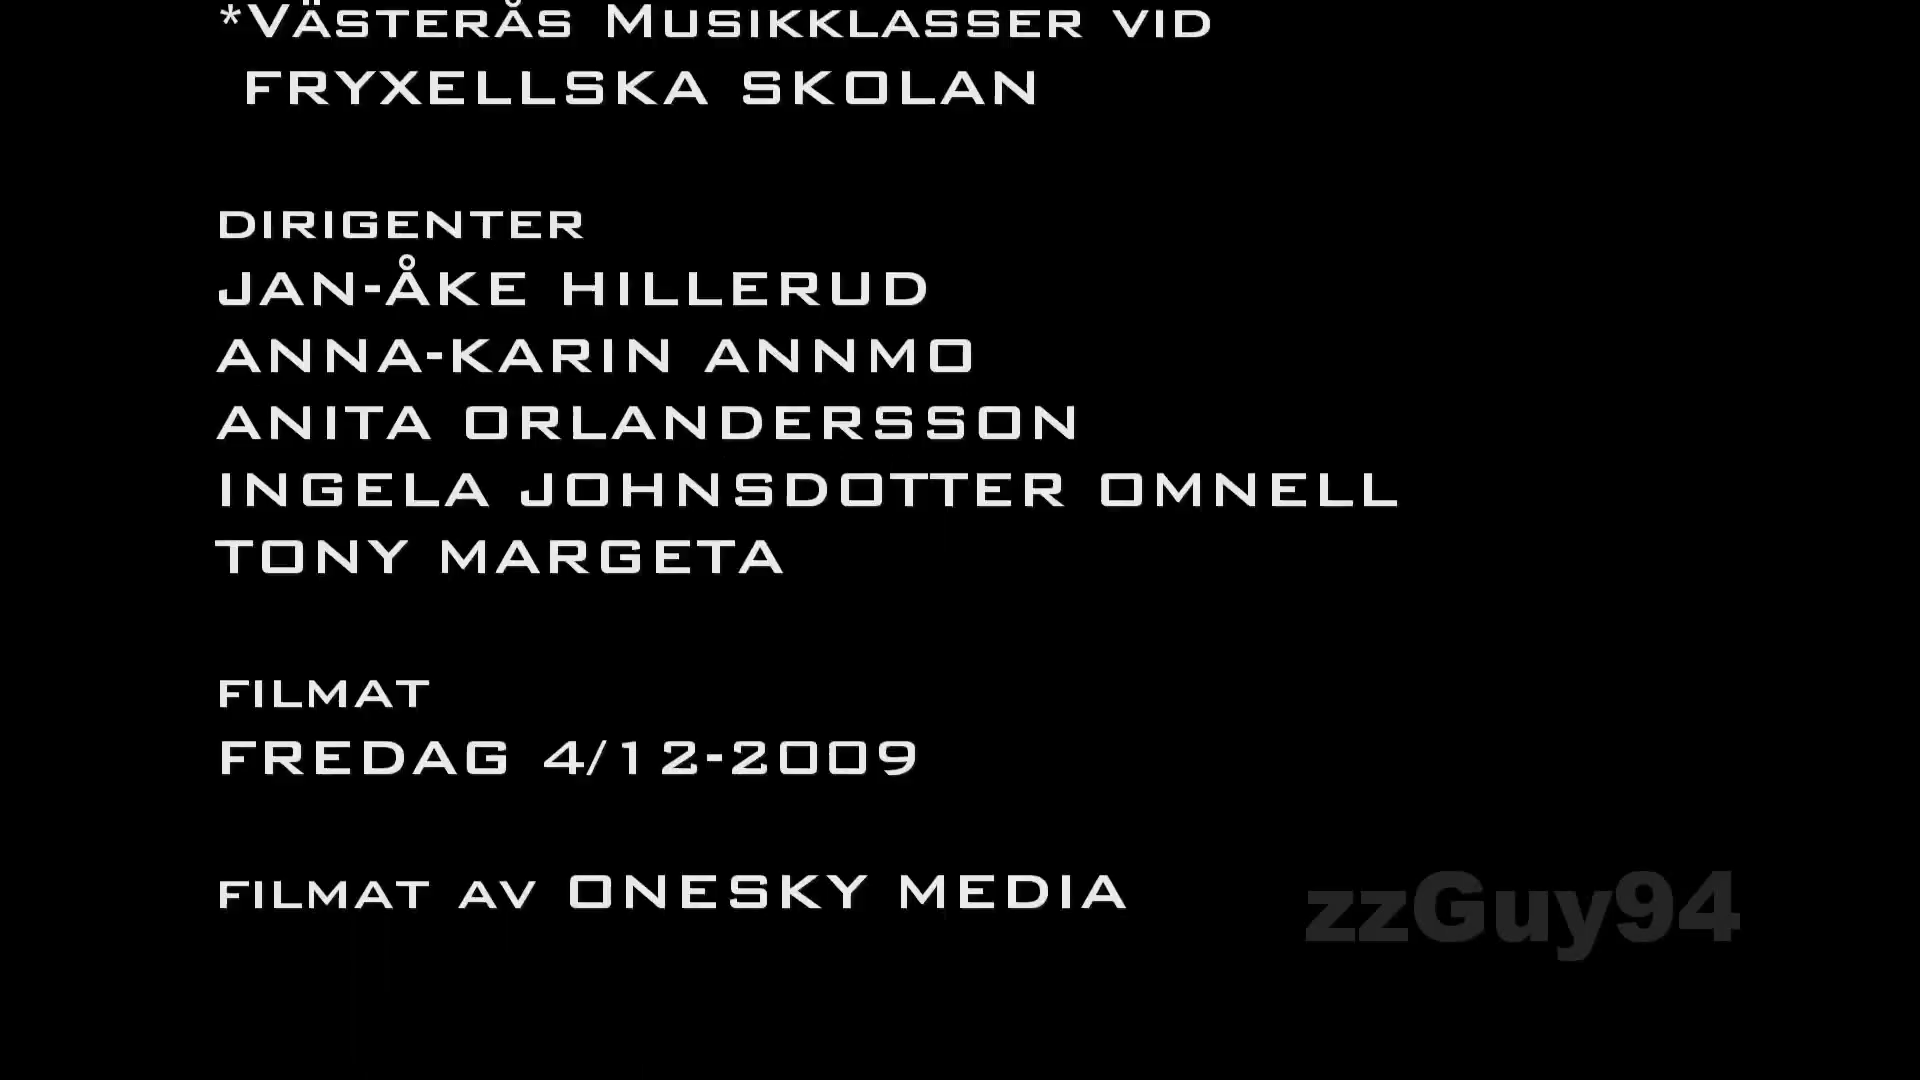 *Västerås Musikklasser vid
FRYXELLSKA SKOLAN
DIRIGENTER
JAN-ÅKE HILLERUD
ANNA-KARIN ANNMO
ANITA ORLANDERSSON
INGELA JOHNSDOTTER OMNELL
TONY MARGETA
FILMAT
FREDAG 4/12-2009
FILMAT AV ONESKY MEDIA
zzGuy94